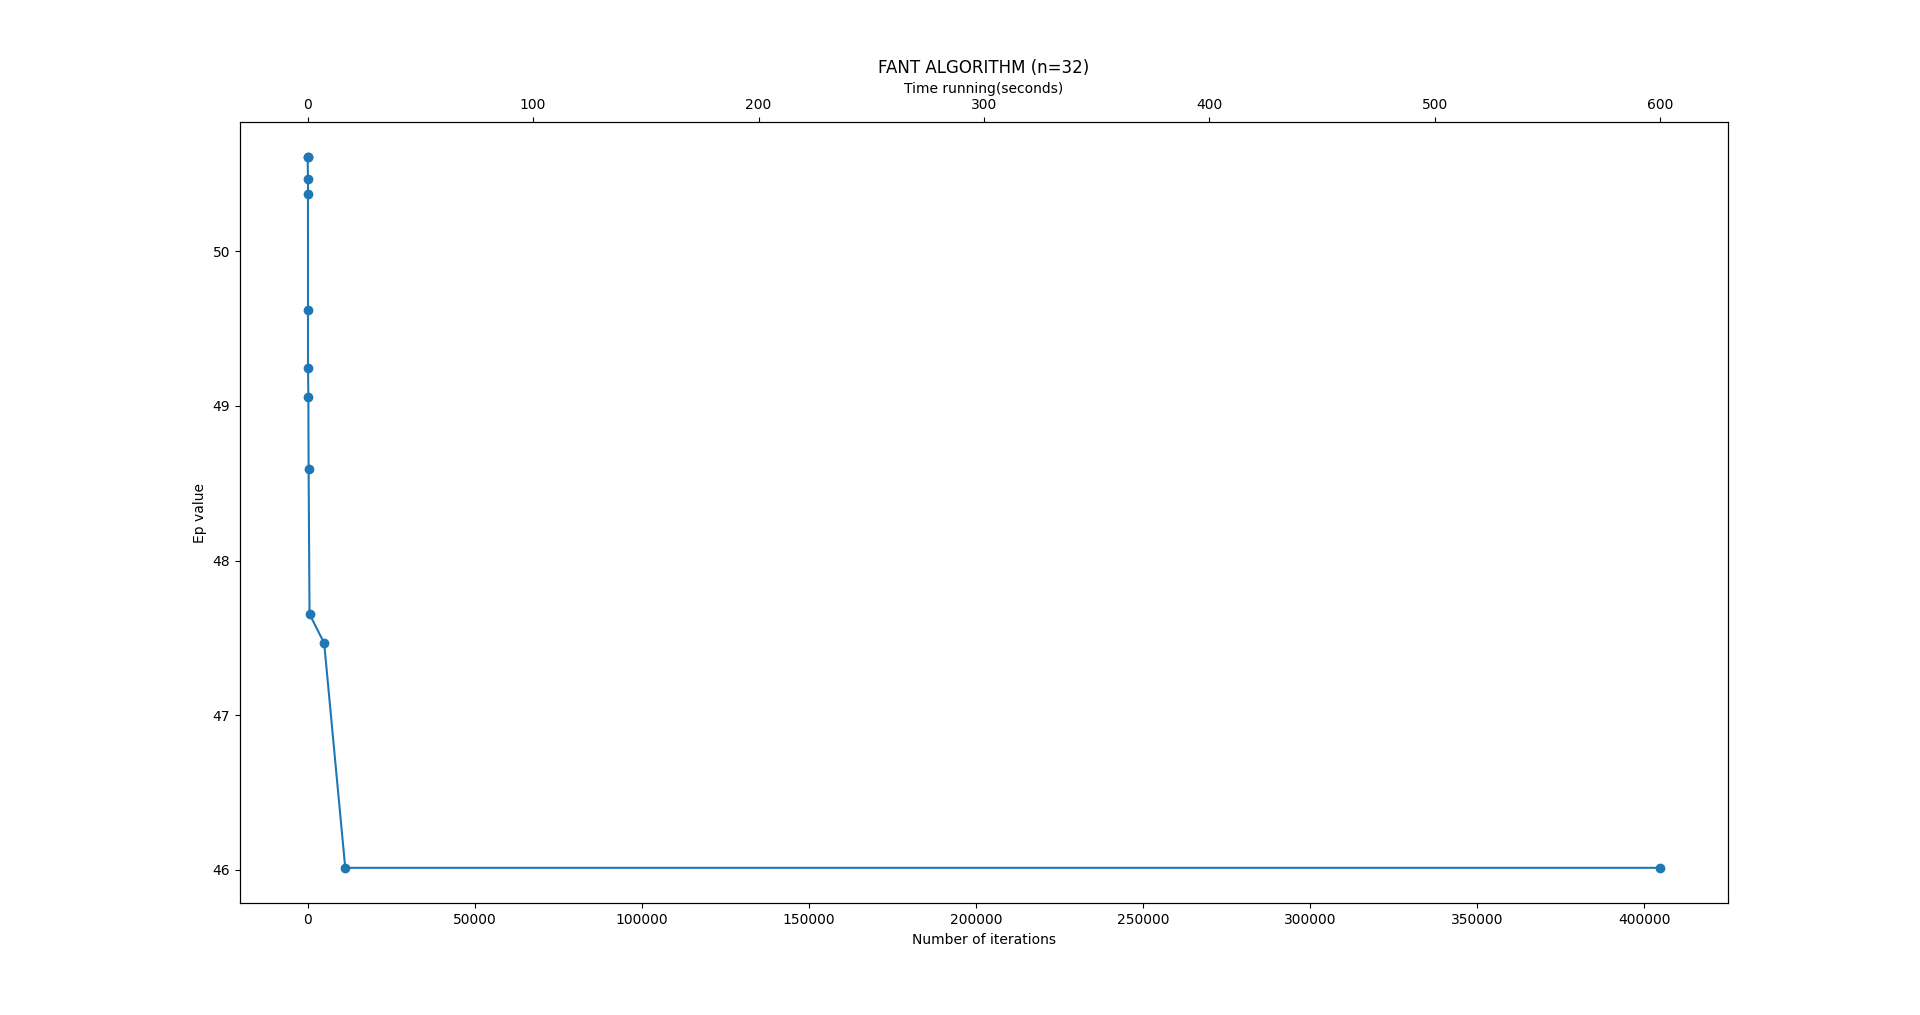 FANT ALGORITHM (n=32)
Time running(seconds)
0 100 200 300 400 500 600
50
49
48
47
46
Ep value
0 50000 100000 150000 200000 250000 300000 350000 400000
Number of iterations